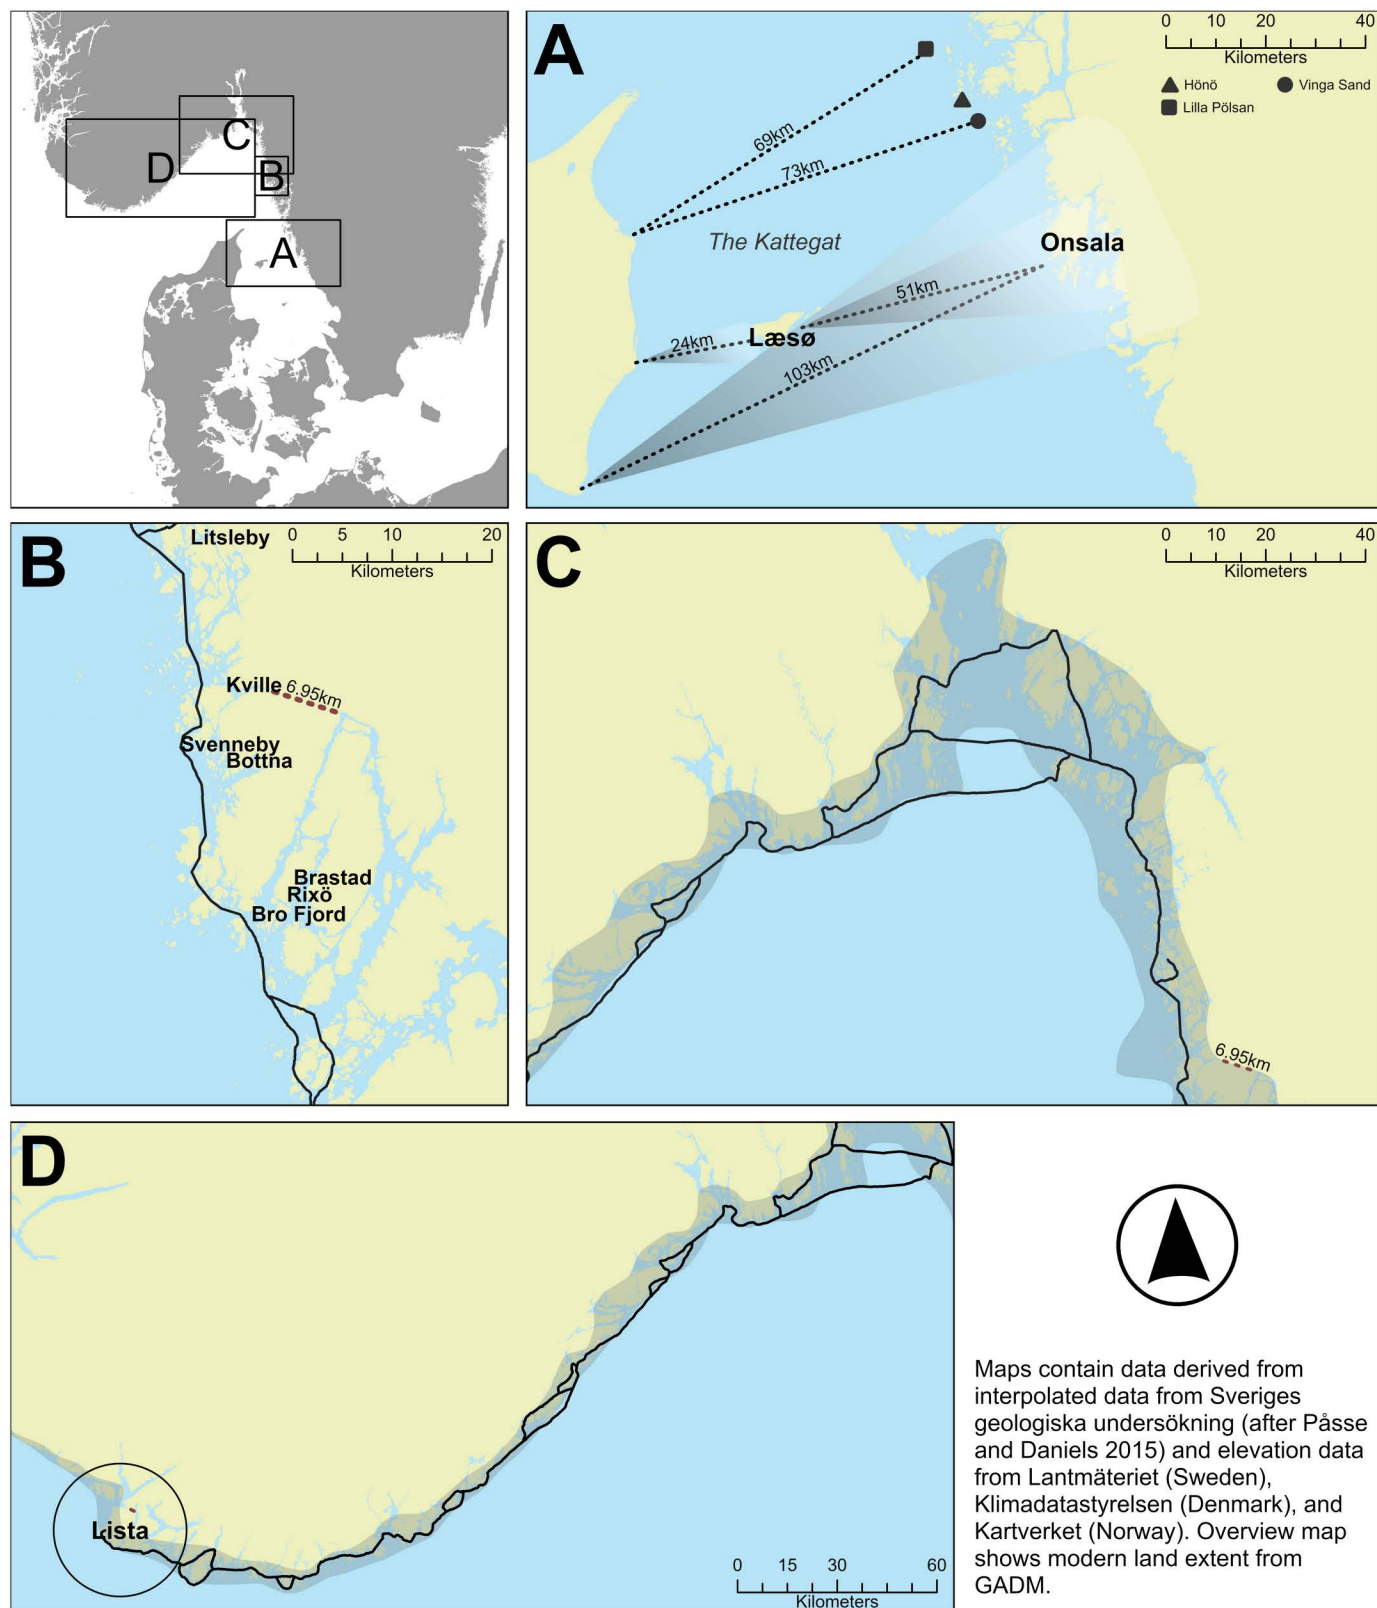 C
D
B
A
A
0 10 20 40
Kilometers
Hönö
Vinga Sand
Lilla Pölsan
69km
73km
The Kattegat
Onsala
51km
24km
Læsø
103km
B
Litsleby
0 5 10 20
Kilometers
Kville
6.95km
Svenneby
Bottna
Brastad
Rixö
Bro Fjord
C
0 10 20 40
Kilometers
6.95km
D
Lista
0 15 30 60
Kilometers
Maps contain data derived from
interpolated data from Sveriges
geologiska undersökning (after Påsse
and Daniels 2015) and elevation data
from Lantmäteriet (Sweden),
Klimadatastyrelsen (Denmark), and
Kartverket (Norway). Overview map
shows modern land extent from
GADM.